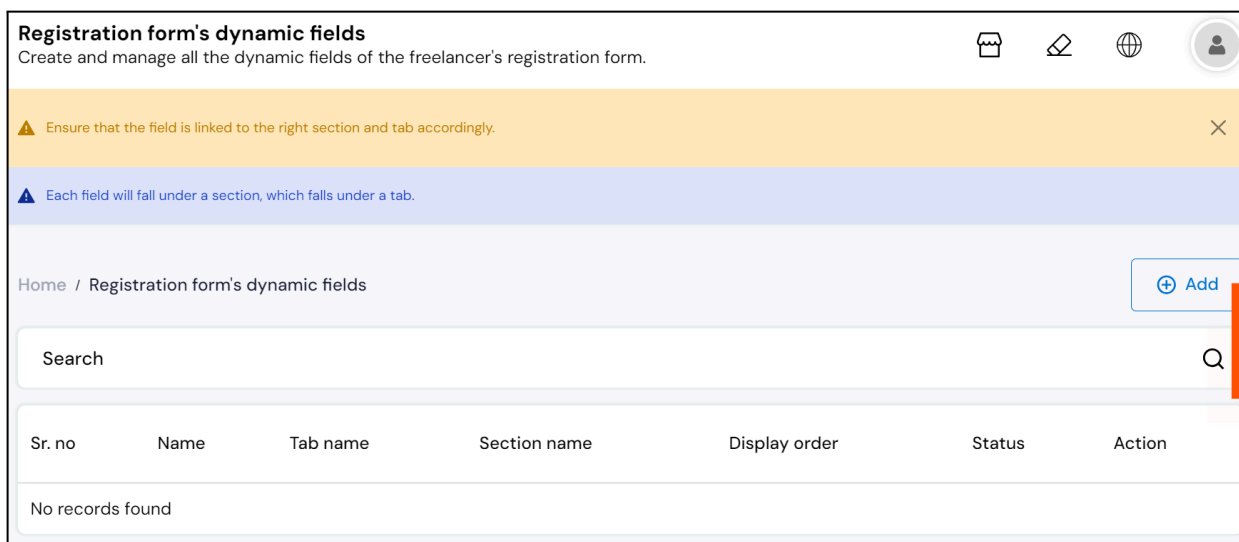 Registration form's dynamic fields
Create and manage all the dynamic fields of the freelancer's registration form.
Ensure that the field is linked to the right section and tab accordingly.
Each field will fall under a section, which falls under a tab.
Home / Registration form's dynamic fields
Add
Search
Sr. no Name Tab name Section name Display order Status Action
No records found